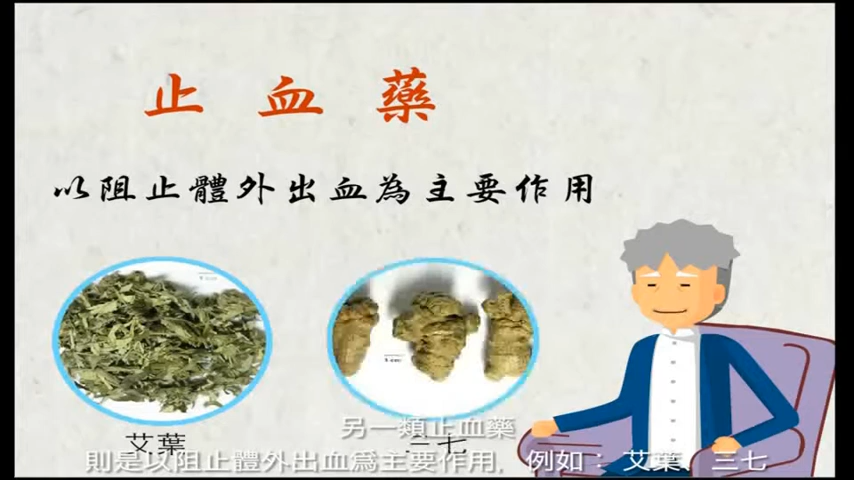 止血藥
以阻止體外出血為主要作用
艾葉
三七
另一類止血藥
則是以阻止體外出血爲主要作用，例如：艾葉、三七